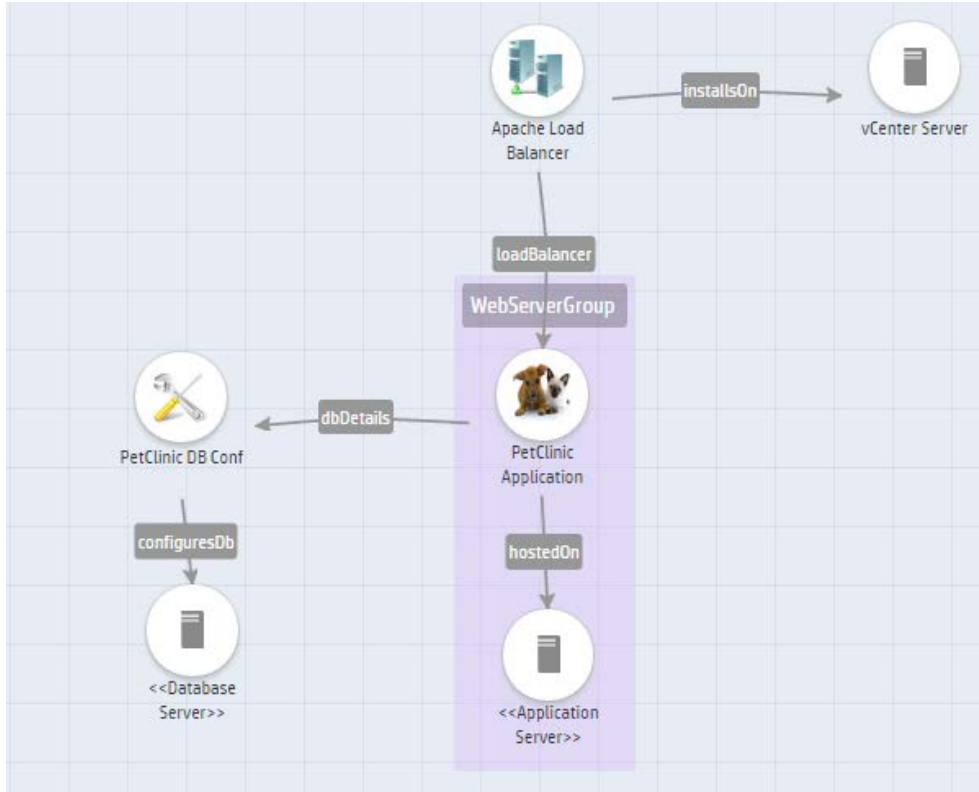 installsOn
Apache Load
Balancer
vCenter Server
loadBalancer
WebServerGroup
dbDetails
PetClinic DB Conf
PetClinic
Application
configuresDb
hostedOn
<<Database
Server>>
<<Application
Server>>